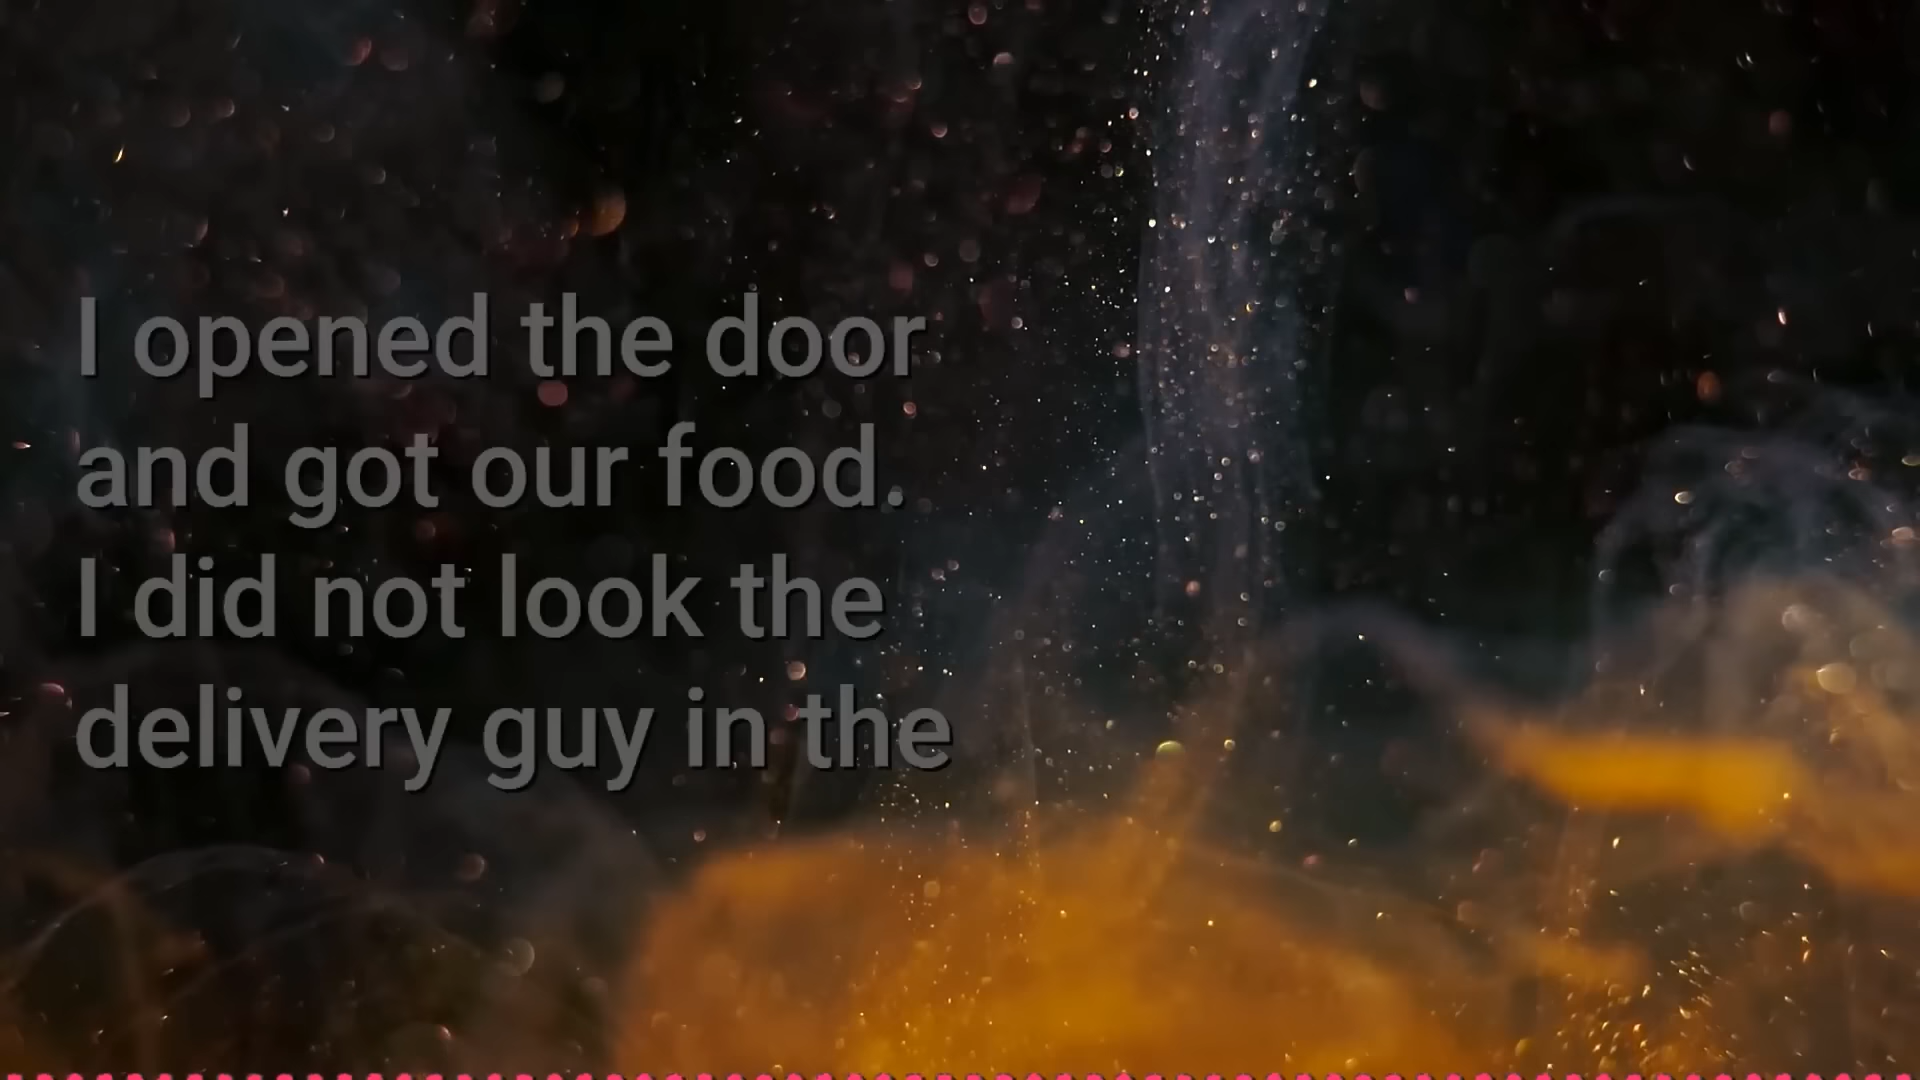 I opened the door
and got our food.
I did not look the
delivery guy in the